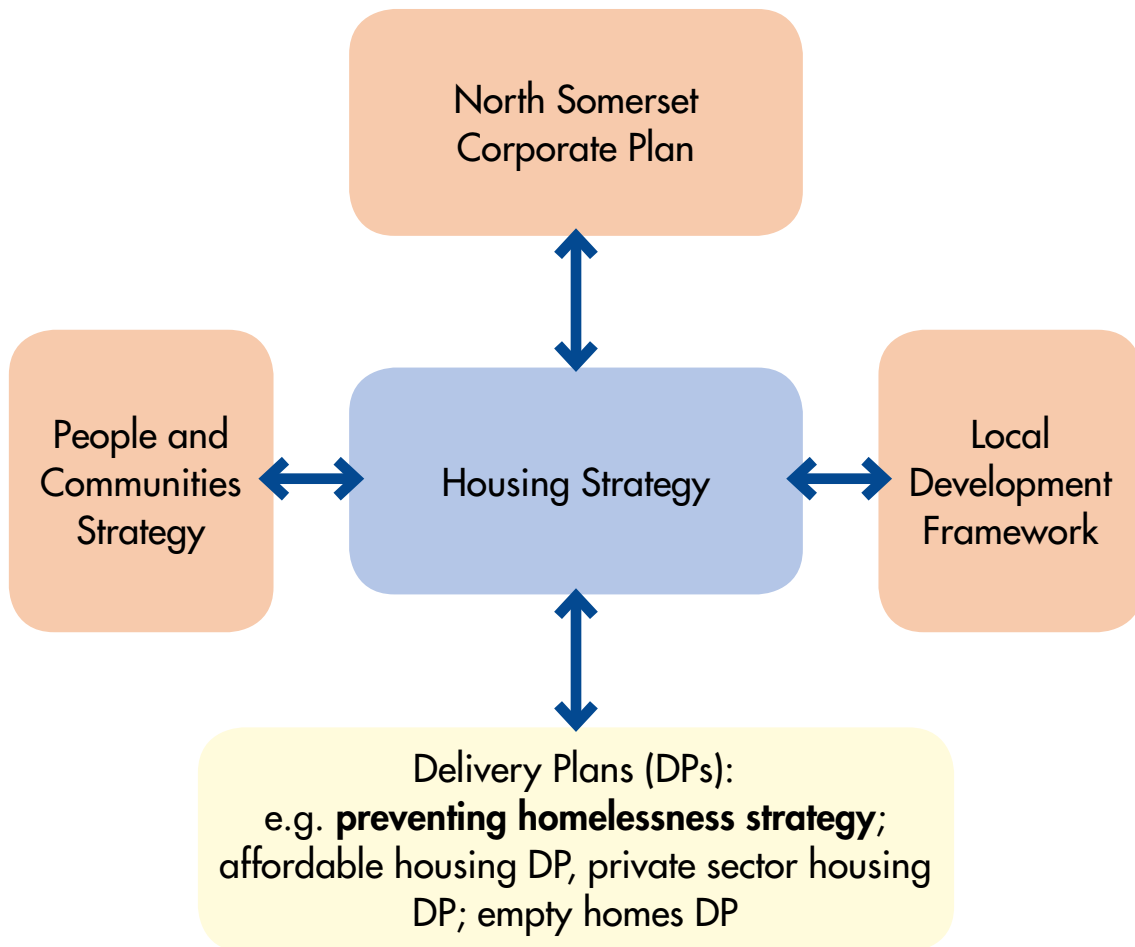 North Somerset
Corporate Plan
People and
Communities
Strategy
Housing Strategy
Local
Development
Framework
Delivery Plans (DPs):
e.g. preventing homelessness strategy;
affordable housing DP, private sector housing
DP; empty homes DP